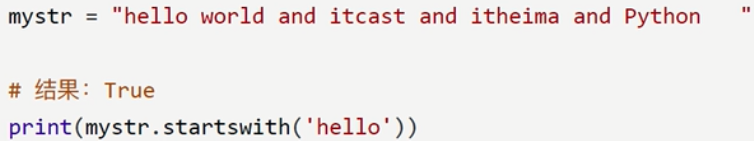 mystr = "hello world and itcast and itheima and Python   "
# 结果：True
print(mystr.startswith('hello'))